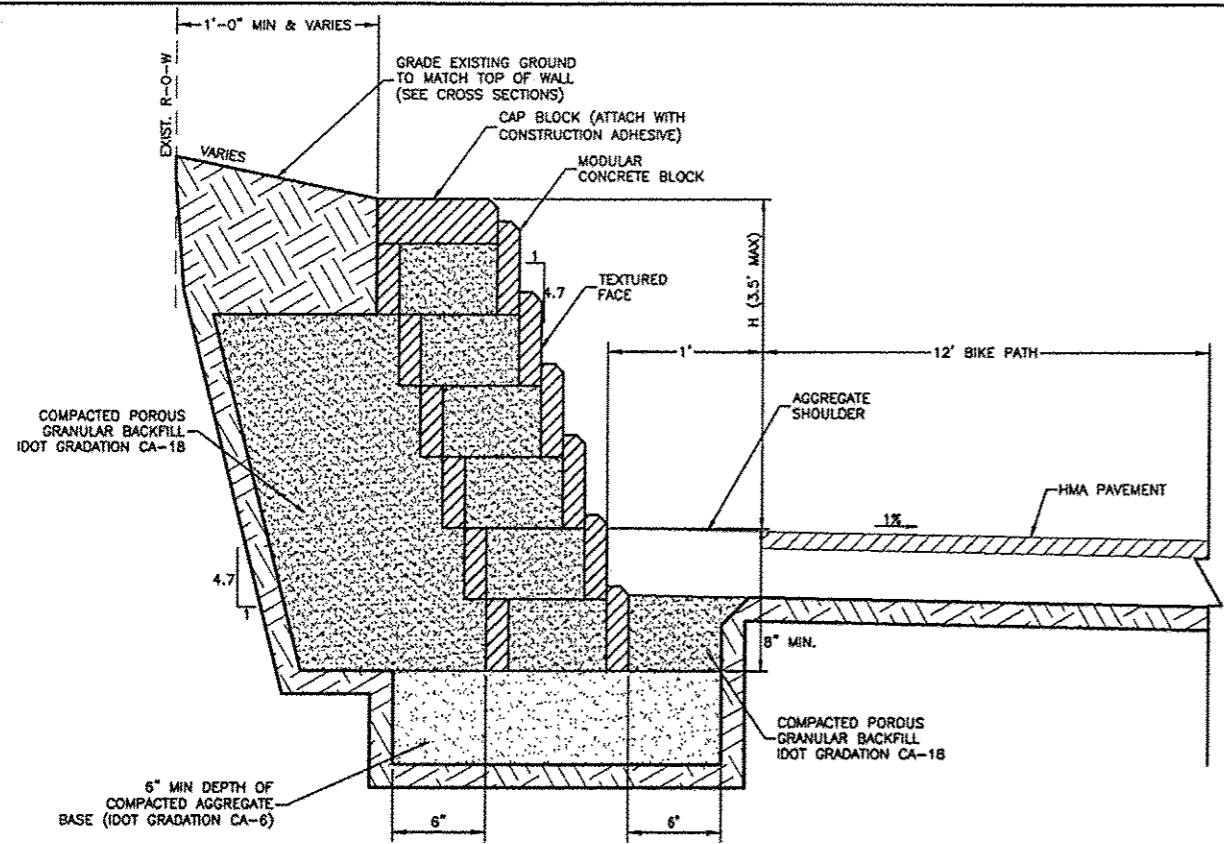 1'-0" MIN & VARIES
EXIST. R-O-W
GRADE EXISTING GROUND
TO MATCH TOP OF WALL
(SEE CROSS SECTIONS)
CAP BLOCK (ATTACH WITH
CONSTRUCTION ADHESIVE)
VARIES
MODULAR
CONCRETE BLOCK
1
4.7
TEXTURED
FACE
H (3.5' MAX)
1'
12' BIKE PATH
AGGREGATE
SHOULDER
COMPACTED POROUS
GRANULAR BACKFILL
IDOT GRADATION CA-18
HMA PAVEMENT
1%
4.7
1
8" MIN.
COMPACTED POROUS
GRANULAR BACKFILL
IDOT GRADATION CA-18
6" MIN DEPTH OF
COMPACTED AGGREGATE
BASE (IDOT GRADATION CA-6)
6"
6"